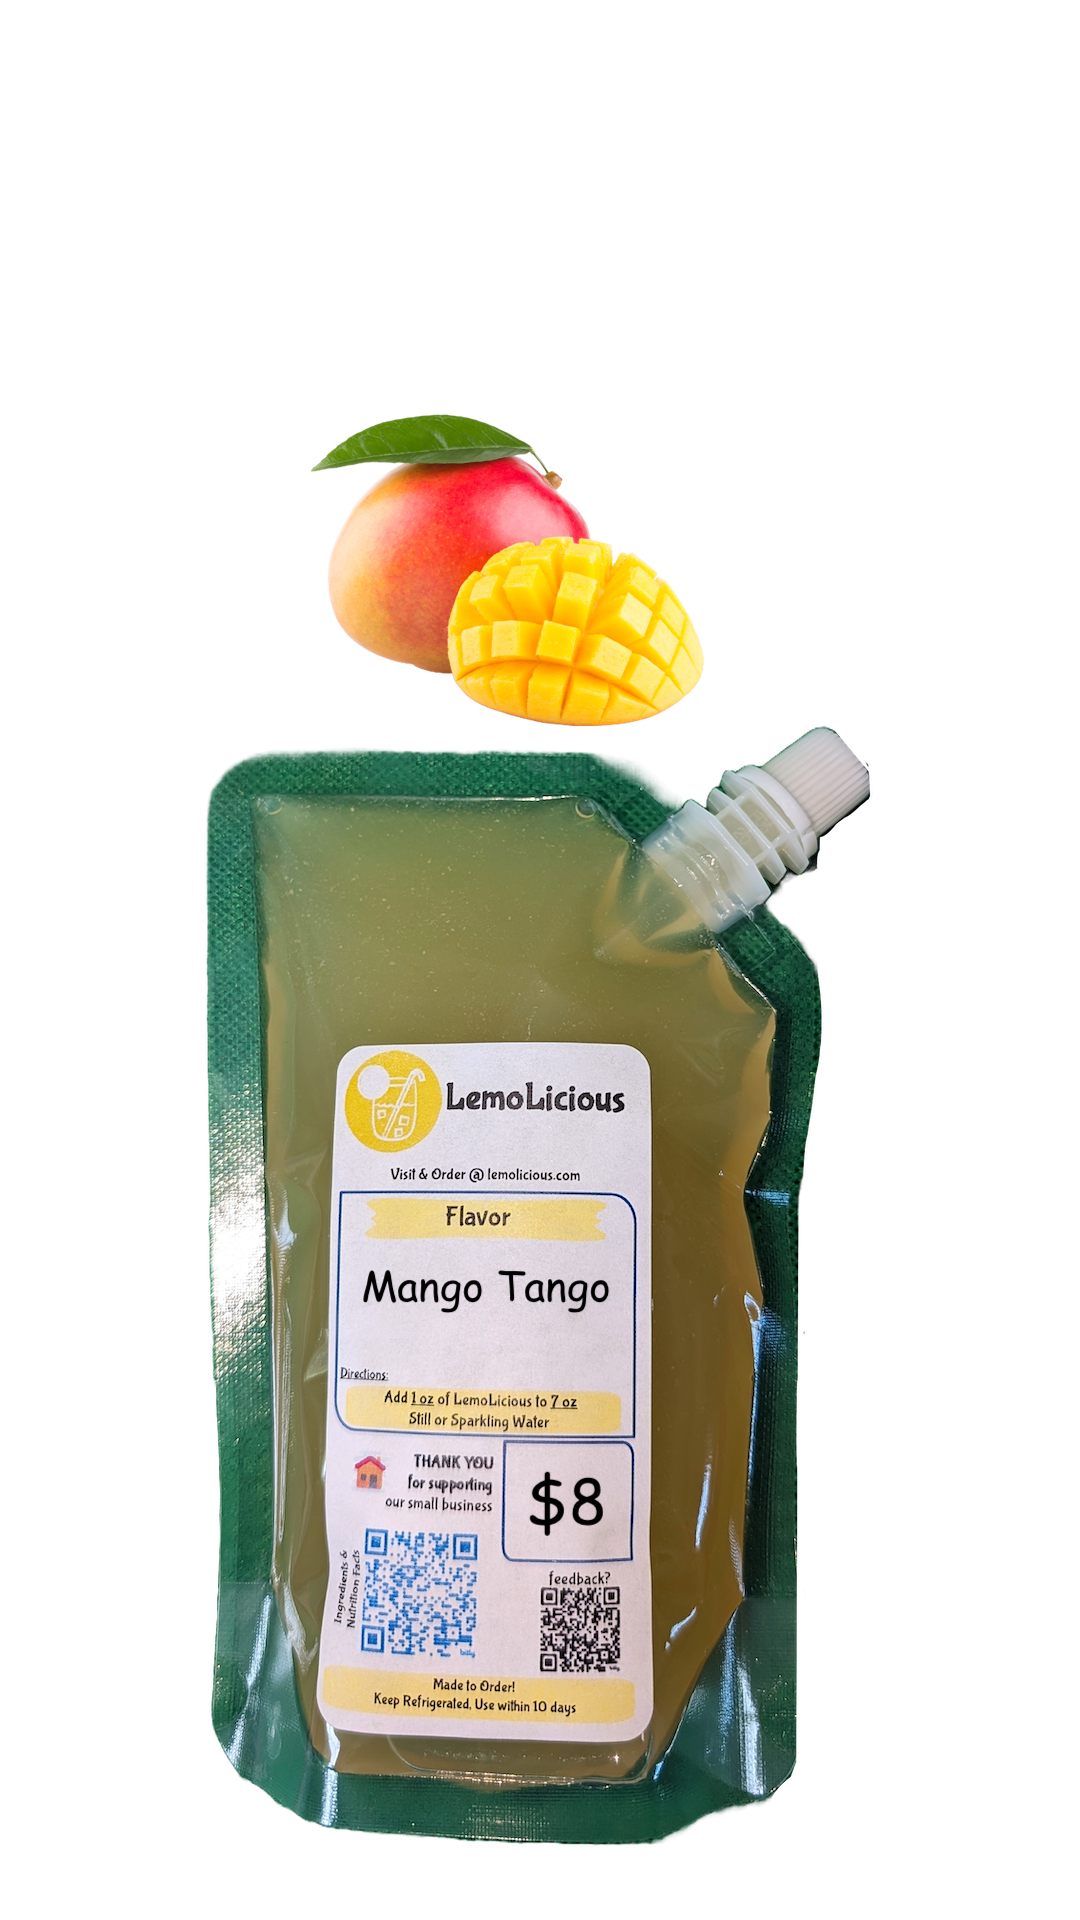 LemoLicious
Visit & Order @ lemolicious.com
Flavor
Mango Tango
Directions:
Add 1 oz of LemoLicious to 7 oz
Still or Sparkling Water
THANK YOU
for supporting
our small business
$8
Ingredients &
Nutrition Facts
bitly
feedback?
bitly
Made to Order!
Keep Refrigerated, Use within 10 days